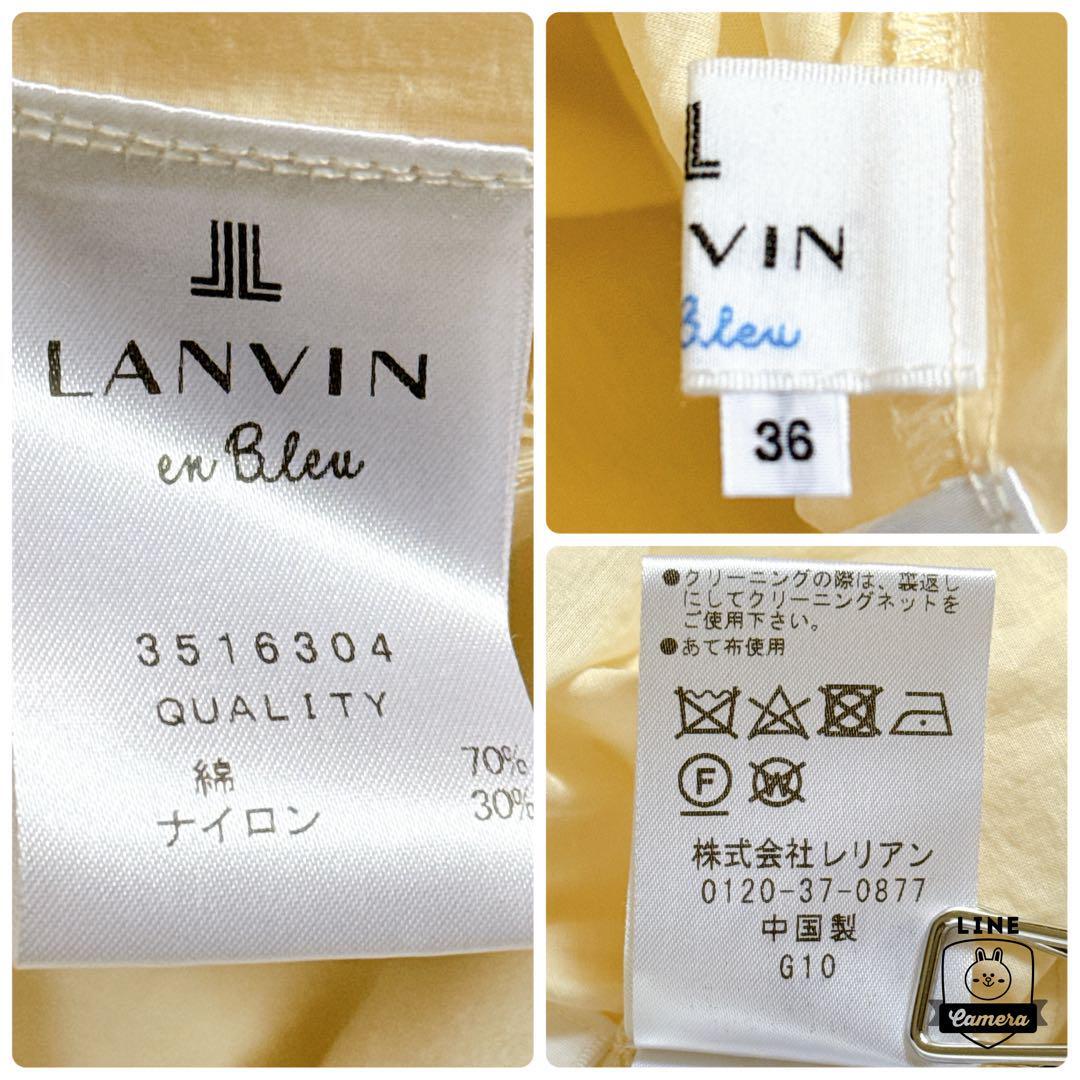 LANVIN
en Bleu
3516304
QUALITY
綿 70%
ナイロン 30%
VIN
Bleu
36
●クリーニングの際は、裏返し
にしてクリーニングネットを
ご使用下さい。
●あて布使用
F W
株式会社レリアン
0120-37-0877
中国製
G10
LINE
Camera